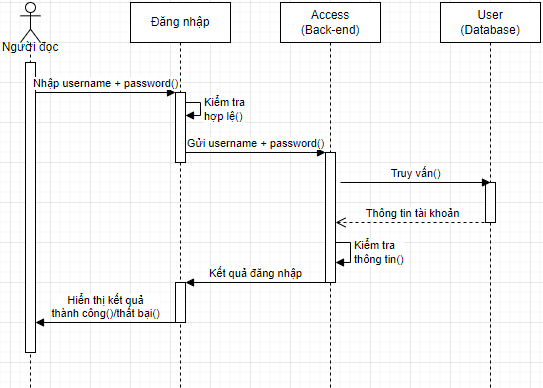 Người đọc
Đăng nhập
Access
(Back-end)
User
(Database)
Nhập username + password()
Kiểm tra
hợp lệ()
Gửi username + password()
Truy vấn()
Thông tin tài khoản
Kiểm tra
thông tin()
Kết quả đăng nhập
Hiển thị kết quả
thành công()/thất bại()